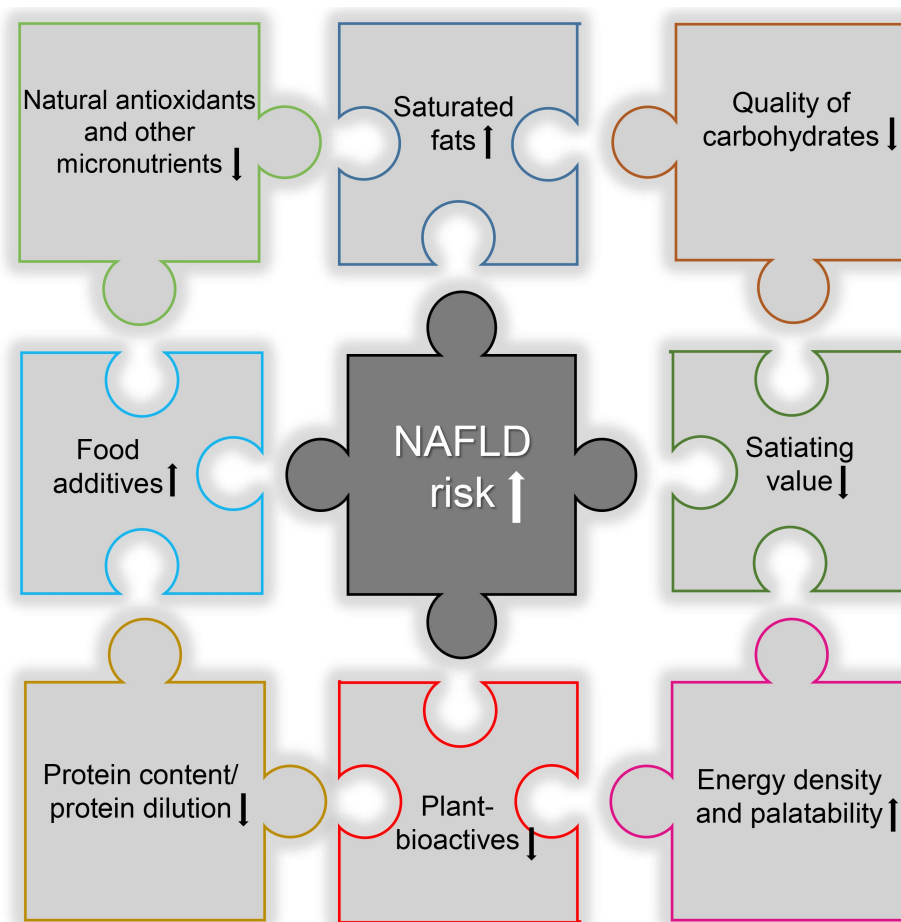 Natural antioxidants
and other
micronutrients ↓
Saturated
fats ↑
Quality of
carbohydrates ↓
Food
additives ↑
NAFLD
risk ↑
Satiating
value ↓
Protein content/
protein dilution ↓
Plant-
bioactives ↓
Energy density
and palatability ↑